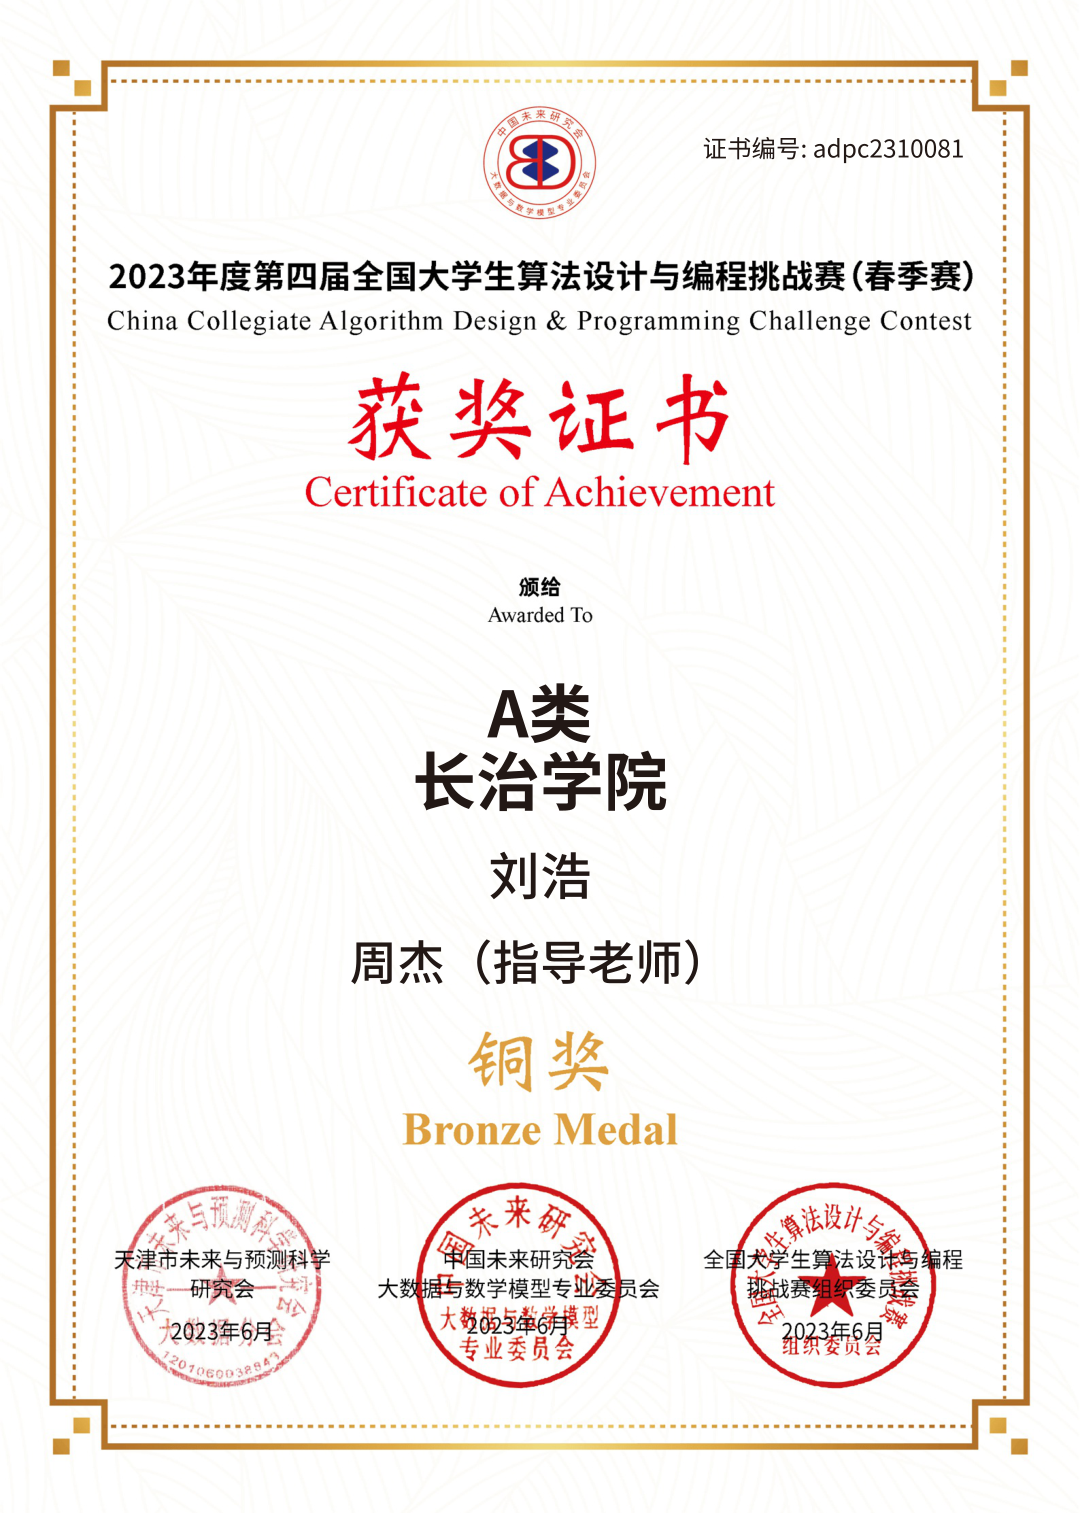 中国未来研究会
大数据与数学模型专业委员会
证书编号: adpc2310081
2023年度第四届全国大学生算法设计与编程挑战赛（春季赛）
China Collegiate Algorithm Design & Programming Challenge Contest
获奖证书
Certificate of Achievement
颁给
Awarded To
A类
长治学院
刘浩
周杰（指导老师）
铜奖
Bronze Medal
天津市未来与预测科学
研究会
2023年6月
天津市未来与预测科学研究会
大数据分会
1201060038943
中国未来研究会
大数据与数学模型专业委员会
2023年6月
中国未来研究会
大数据与数学模型
专业委员会
全国大学生算法设计与编程
挑战赛组织委员会
2023年6月
全国大学生算法设计与编程挑战赛
组织委员会